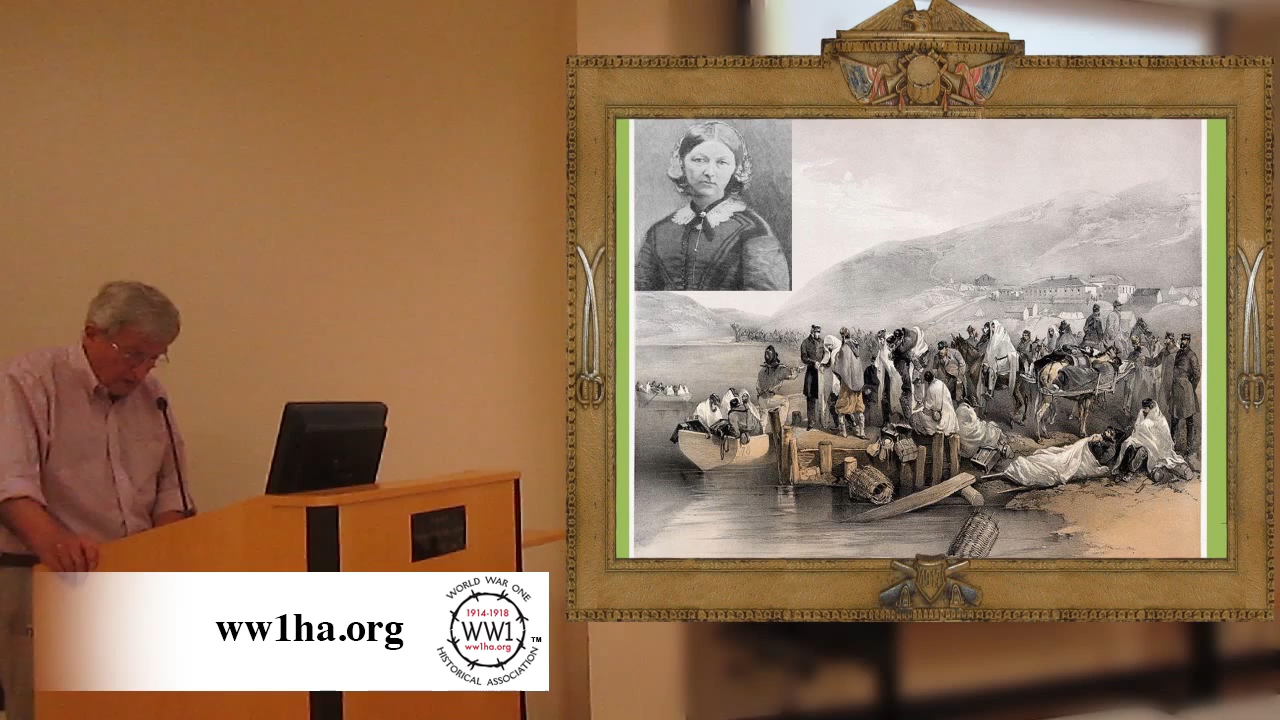 ww1ha.org
WORLD WAR ONE
1914-1918
WW1
ww1ha.org
HISTORICAL ASSOCIATION
TM